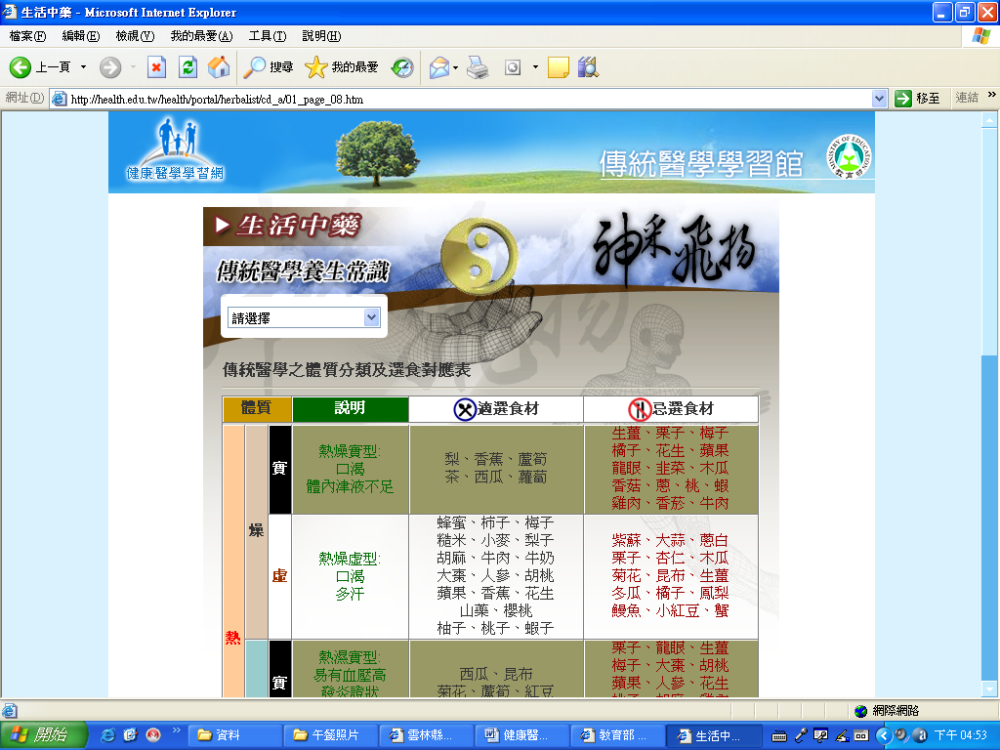 生活中藥 - Microsoft Internet Explorer
檔案(F) 編輯(E) 檢視(V) 我的最愛(A) 工具(T) 說明(H)
上一頁 搜尋 我的最愛
網址(D) http://health.edu.tw/health/portal/herbalist/cd_a/01_page_08.htm 移至 連結 »
健康醫學學習網
傳統醫學學習館
MINISTRY OF EDUCATION
教育部
生活中藥
神采飛揚
傳統醫學養生常識
請選擇
傳統醫學之體質分類及選食對應表
體質 說明 適選食材 忌選食材
熱
燥
實
熱燥實型:
口渴
體內津液不足
梨、香蕉、蘆筍
茶、西瓜、蘿蔔
生薑、栗子、梅子
橘子、花生、蘋果
龍眼、韭菜、木瓜
香菇、蔥、桃、蝦
雞肉、香菸、牛肉
虛
熱燥虛型:
口渴
多汗
蜂蜜、柿子、梅子
糙米、小麥、梨子
胡麻、牛肉、牛奶
大棗、人參、胡桃
蘋果、香蕉、花生
山藥、櫻桃
柚子、桃子、蝦子
紫蘇、大蒜、蔥白
栗子、杏仁、木瓜
菊花、昆布、生薑
冬瓜、橘子、鳳梨
鰻魚、小紅豆、蟹
實
熱濕實型:
易有血壓高
發炎證狀
西瓜、昆布
菊花、蘆筍、紅豆
栗子、龍眼、生薑
梅子、大棗、胡桃
蘋果、人參、花生
網際網路
開始 » 資料 午餐照片 雲林縣... 健康醫... 教育部 ... 生活中... 下午 04:53